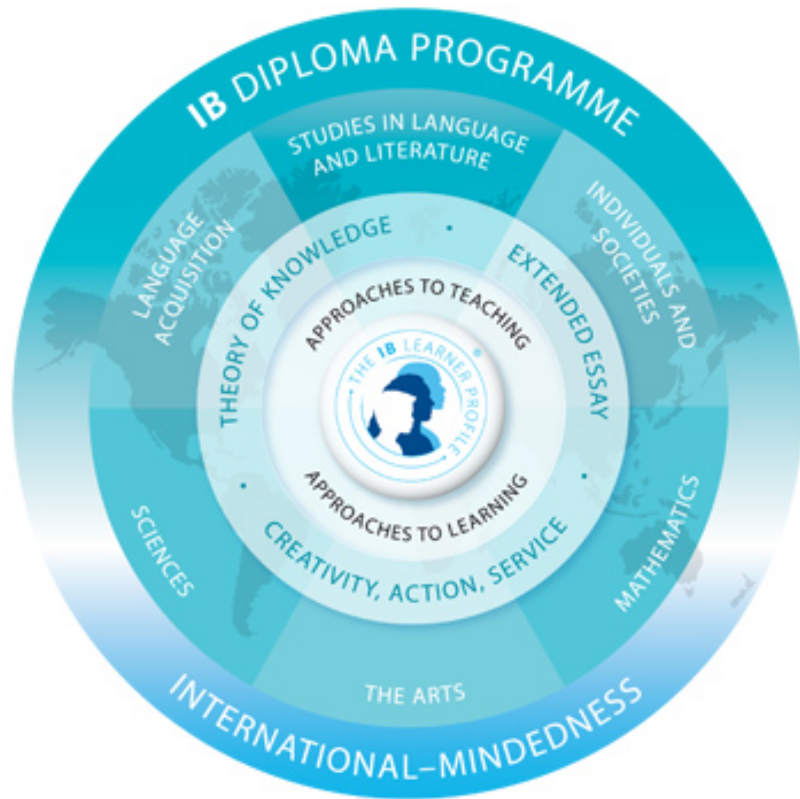 IB DIPLOMA PROGRAMME
STUDIES IN LANGUAGE
AND LITERATURE
LANGUAGE
ACQUISITION
INDIVIDUALS AND
SOCIETIES
THEORY OF KNOWLEDGE
EXTENDED ESSAY
APPROACHES TO TEACHING
THE IB LEARNER PROFILE ®
APPROACHES TO LEARNING
CREATIVITY, ACTION, SERVICE
SCIENCES
MATHEMATICS
THE ARTS
INTERNATIONAL–MINDEDNESS